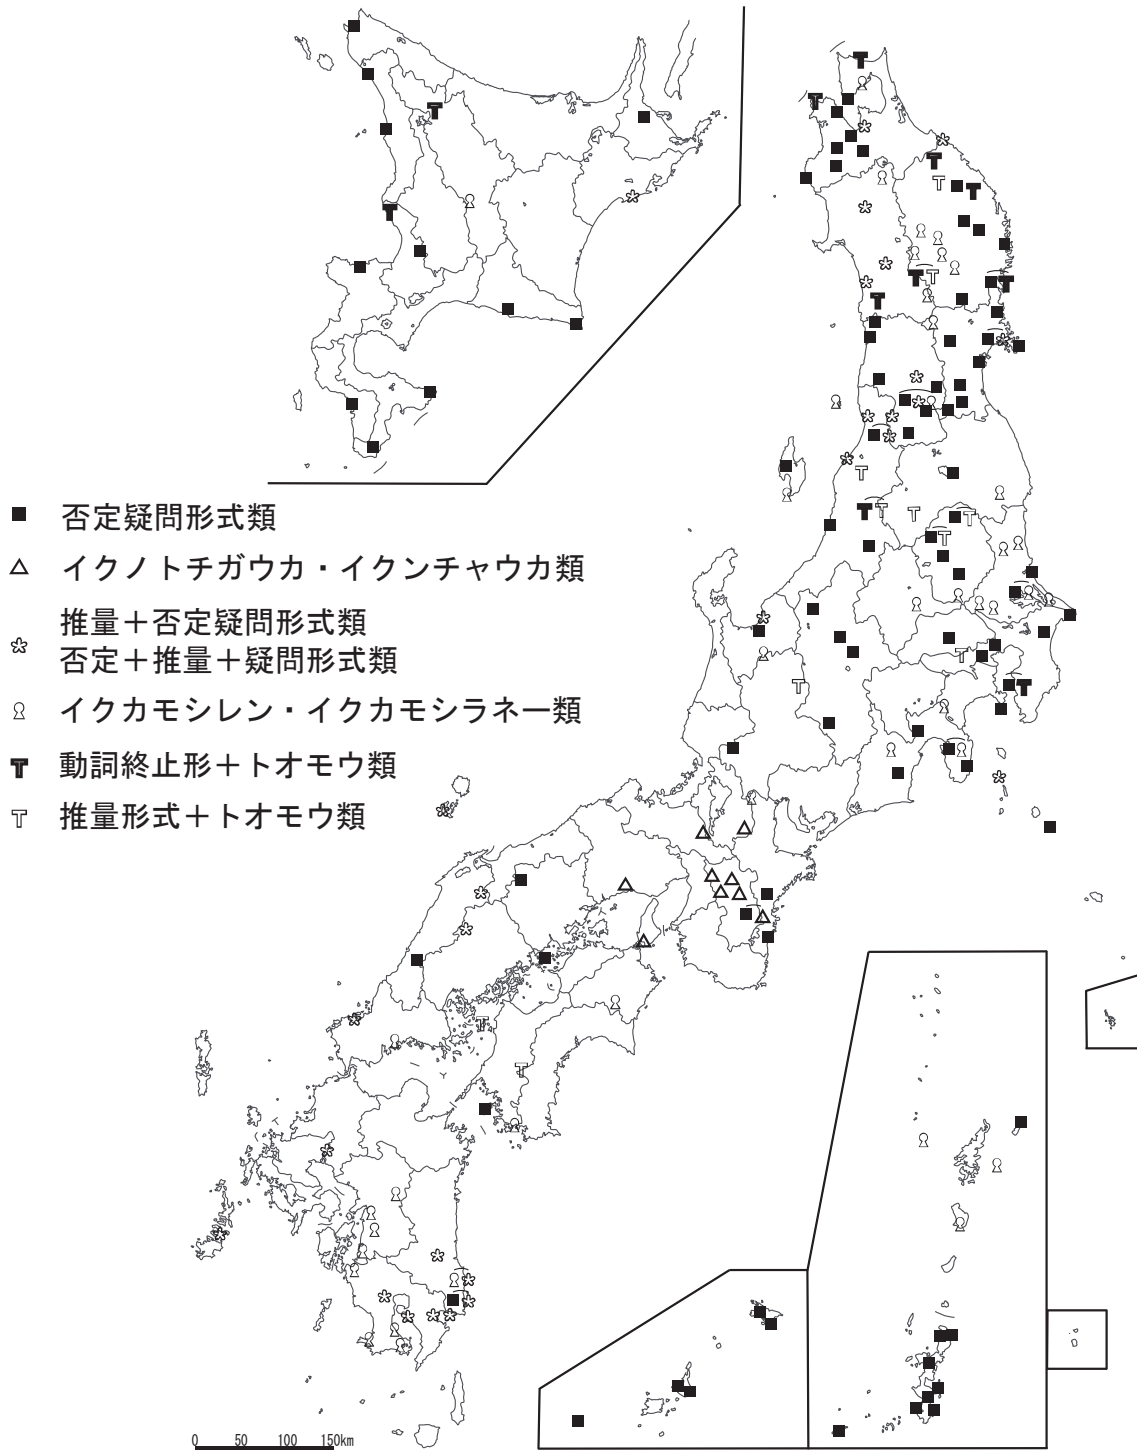 否定疑問形式類
イクノトチガウカ・イクンチャウカ類
推量＋否定疑問形式類
否定＋推量＋疑問形式類
イクカモシレン・イクカモシラネー類
動詞終止形＋トオモウ類
推量形式＋トオモウ類
0 50 100 150km